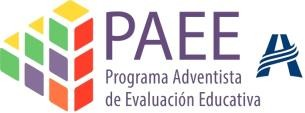 PAEE
Programa Adventista
de Evaluación Educativa